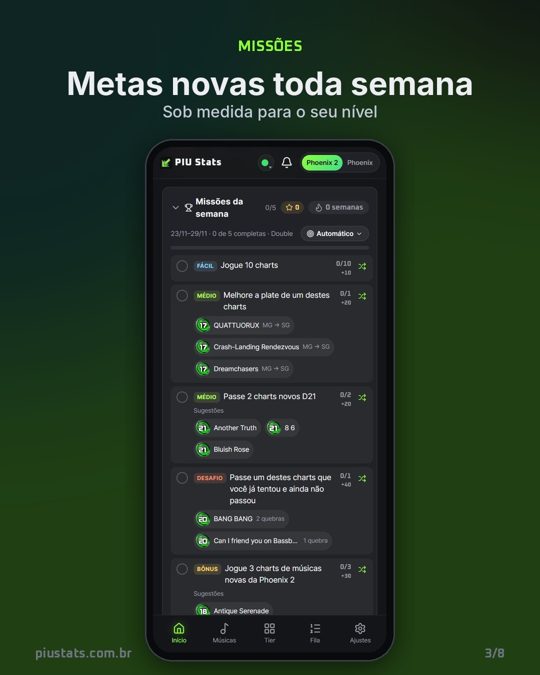 MISSÕES
Metas novas toda semana
Sob medida para o seu nível
PIU Stats
Phoenix 2 Phoenix
Missões da semana
0/5 0 0 semanas
23/11–29/11 · 0 de 5 completas · Double Automático
FÁCIL Jogue 10 charts 0/10
+10
MÉDIO Melhore a plate de um destes 0/1
charts +20
17 QUATTUORUX MG → SG
17 Crash-Landing Rendezvous MG → SG
17 Dreamchasers MG → SG
MÉDIO Passe 2 charts novos D21 0/2
+20
Sugestões
21 Another Truth 21 8 6
21 Bluish Rose
DESAFIO Passe um destes charts que 0/1
você já tentou e ainda não +40
passou
20 BANG BANG 2 quebras
20 Can I friend you on Bassb... 1 quebra
BÔNUS Jogue 3 charts de músicas 0/3
novas da Phoenix 2 +30
Sugestões
18 Antique Serenade
Início Músicas Tier Fila Ajustes
piustats.com.br 3/8